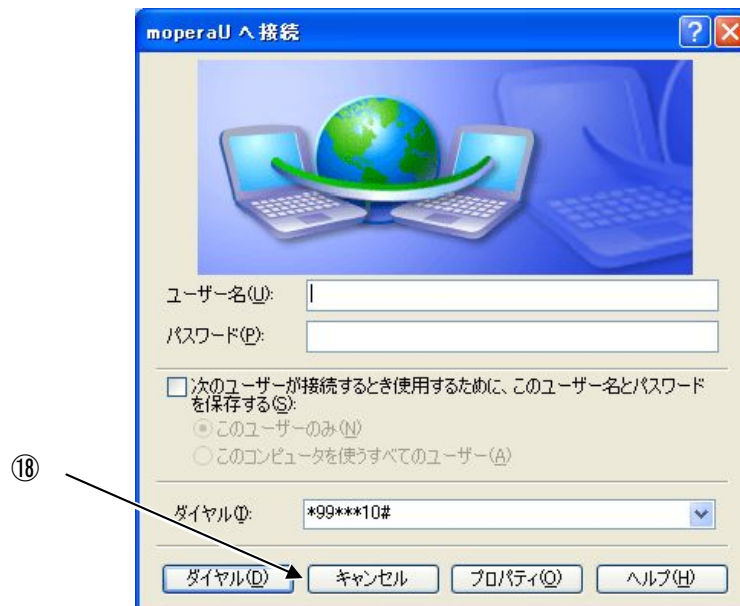 moperaU へ接続
ユーザー名(U):
パスワード(P):
次のユーザーが接続するとき使用するために、このユーザー名とパスワード
を保存する(S):
このユーザーのみ(N)
このコンピュータを使うすべてのユーザー(A)
⑱
ダイヤル(I): *99***10#
ダイヤル(D) キャンセル プロパティ(O) ヘルプ(H)